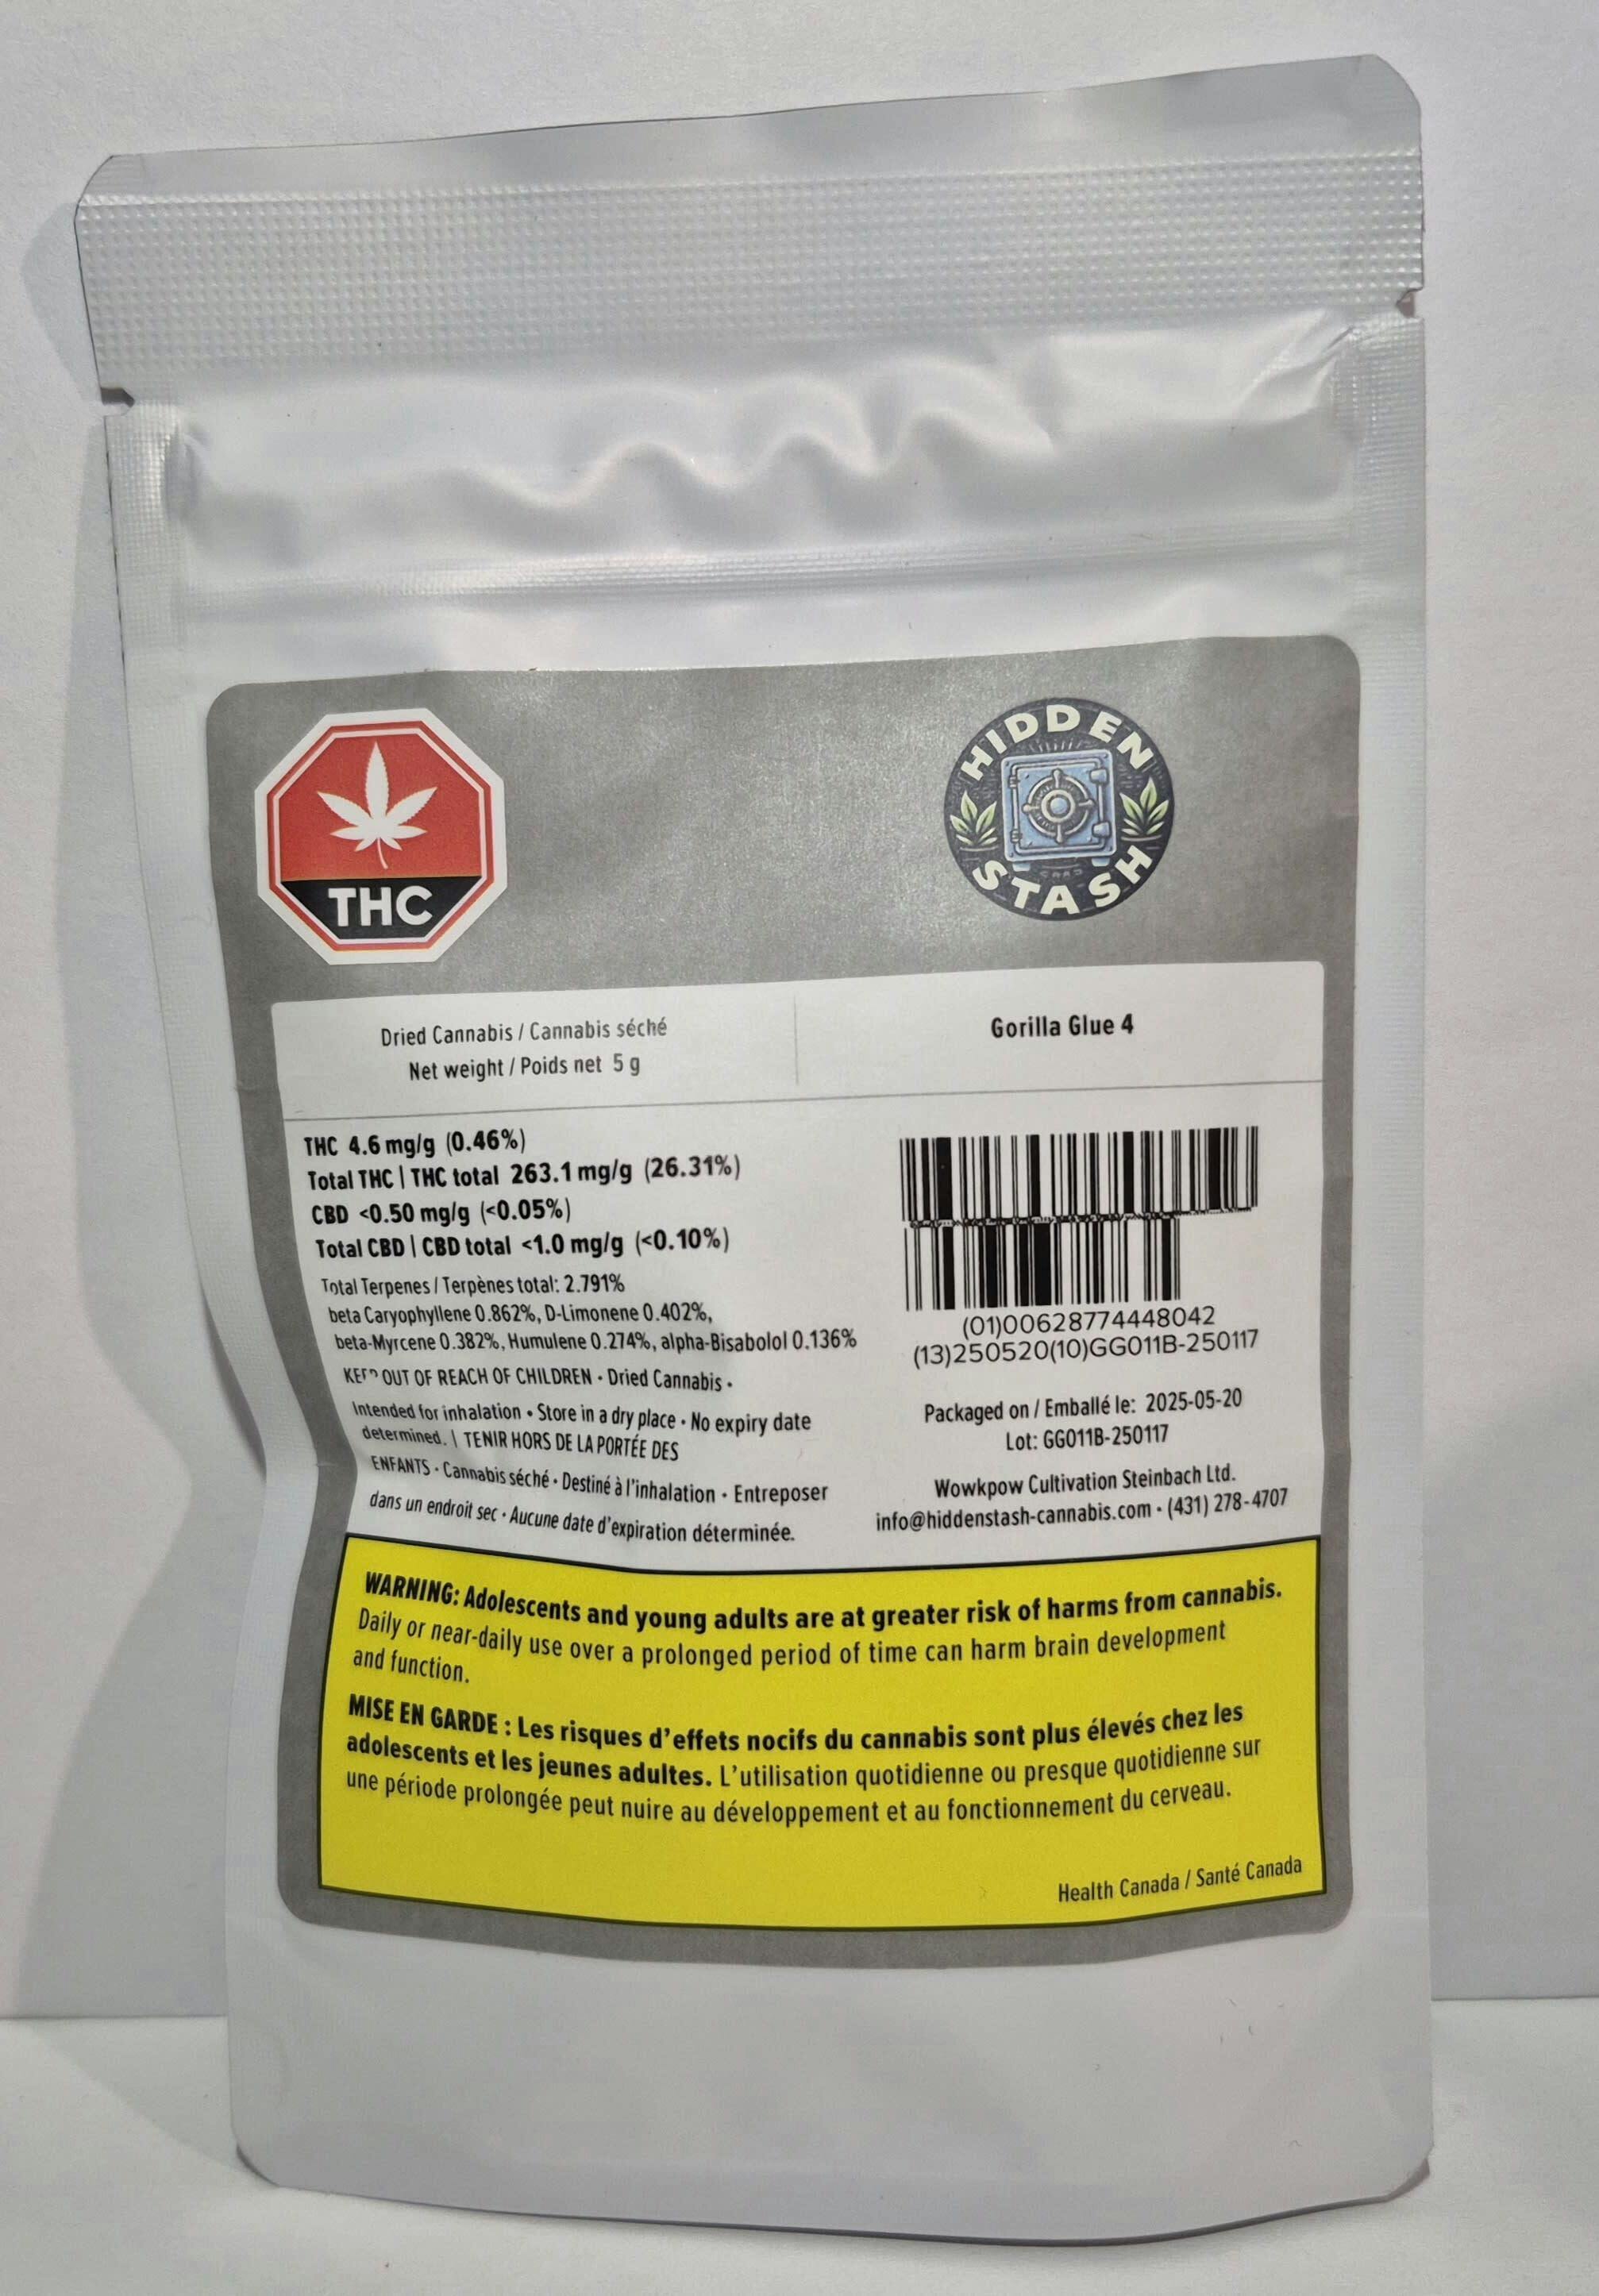 HIDDEN
STASH
THC
Dried Cannabis / Cannabis séché
Net weight / Poids net 5 g
Gorilla Glue 4
THC 4.6 mg/g (0.46%)
Total THC | THC total 263.1 mg/g (26.31%)
CBD <0.50 mg/g (<0.05%)
Total CBD | CBD total <1.0 mg/g (<0.10%)
Total Terpenes / Terpènes total: 2.791%
beta Caryophyllene 0.862%, D-Limonene 0.402%,
beta-Myrcene 0.382%, Humulene 0.274%, alpha-Bisabolol 0.136%
KEEP OUT OF REACH OF CHILDREN • Dried Cannabis •
Intended for inhalation • Store in a dry place • No expiry date
determined. | TENIR HORS DE LA PORTÉE DES
ENFANTS • Cannabis séché • Destiné à l'inhalation • Entreposer
dans un endroit sec • Aucune date d'expiration déterminée.
(01)00628774448042
(13)250520(10)GG011B-250117
Packaged on / Emballé le: 2025-05-20
Lot: GG011B-250117
Wowkpow Cultivation Steinbach Ltd.
info@hiddenstash-cannabis.com • (431) 278-4707
WARNING: Adolescents and young adults are at greater risk of harms from cannabis.
Daily or near-daily use over a prolonged period of time can harm brain development
and function.
MISE EN GARDE : Les risques d'effets nocifs du cannabis sont plus élevés chez les
adolescents et les jeunes adultes. L'utilisation quotidienne ou presque quotidienne sur
une période prolongée peut nuire au développement et au fonctionnement du cerveau.
Health Canada / Santé Canada